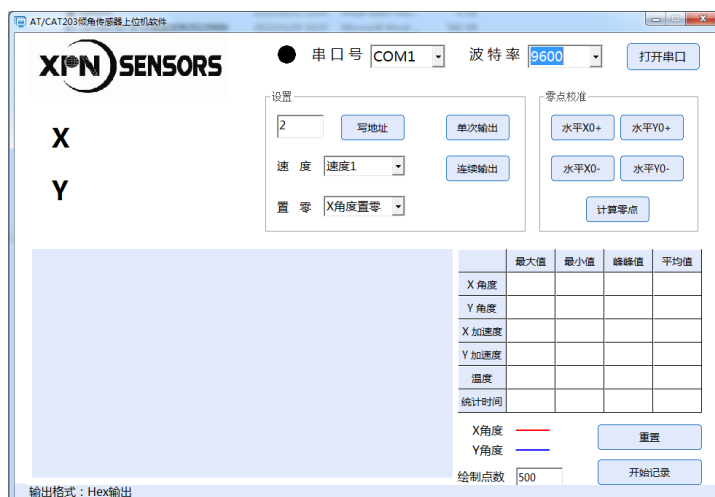 AT/CAT203倾角传感器上位机软件
XPN SENSORS
串口号 COM1 波特率 9600 打开串口
设置
2 写地址 单次输出
速 度 速度1 连续输出
置 零 X角度置零
零点校准
水平X0+ 水平Y0+
水平X0- 水平Y0-
计算零点
X
Y
最大值 最小值 峰峰值 平均值
X 角度
Y 角度
X 加速度
Y 加速度
温度
统计时间
X角度
Y角度
重置
绘制点数 500 开始记录
输出格式：Hex输出